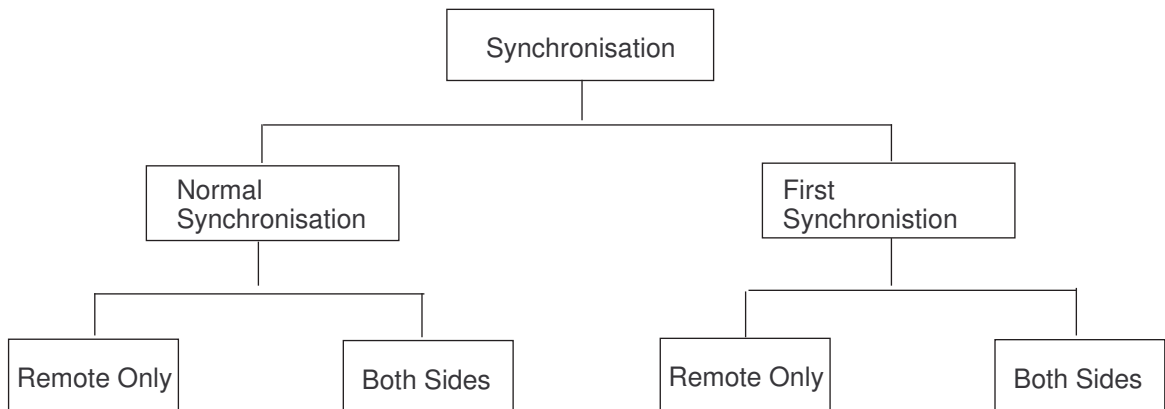 Synchronisation
Normal
Synchronisation
First
Synchronistion
Remote Only
Both Sides
Remote Only
Both Sides